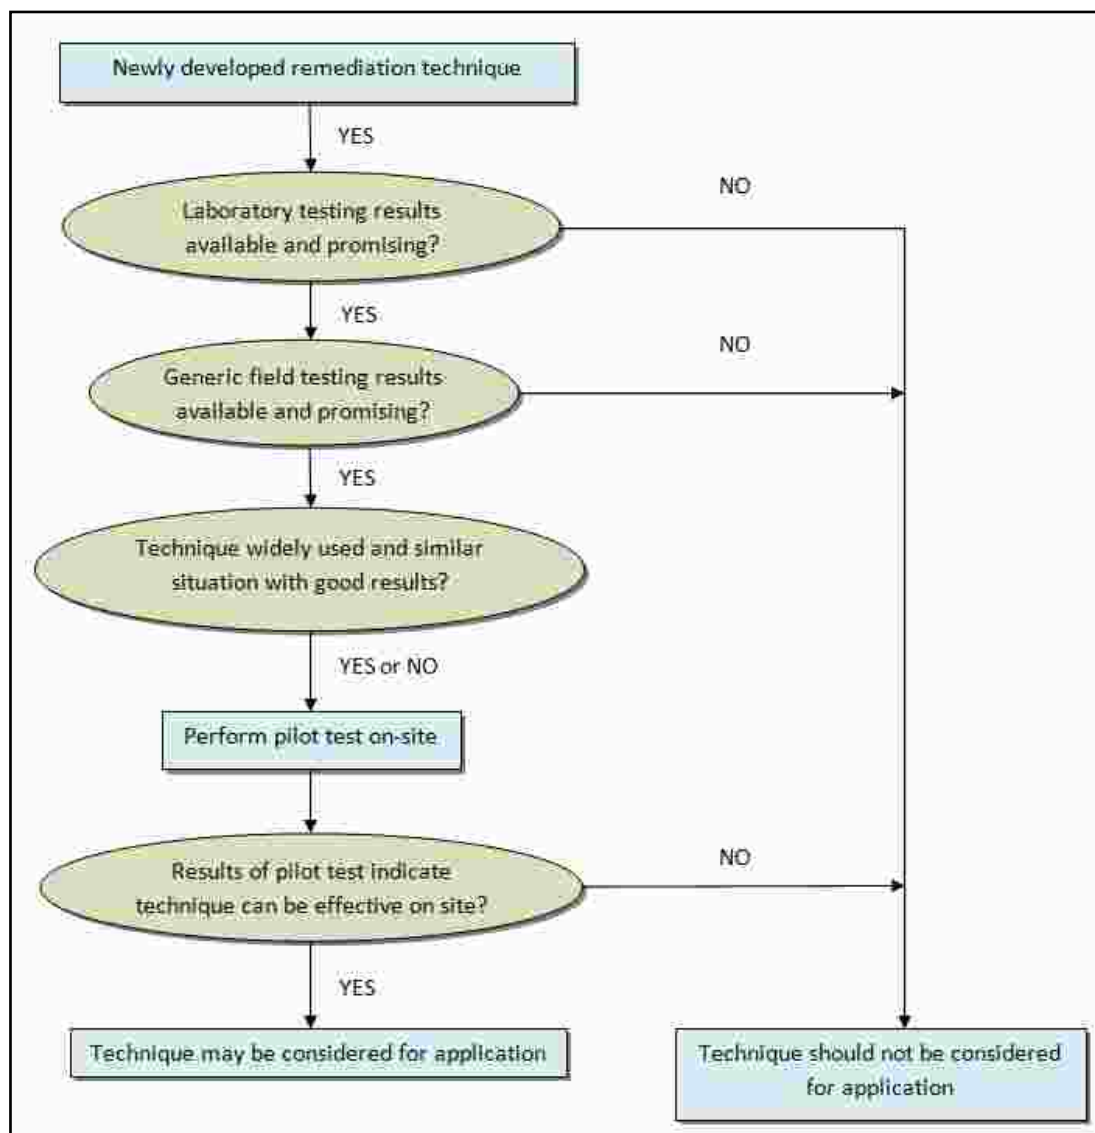 Newly developed remediation technique
YES
Laboratory testing results
available and promising?
NO
YES
Generic field testing results
available and promising?
NO
YES
Technique widely used and similar
situation with good results?
YES or NO
Perform pilot test on-site
Results of pilot test indicate
technique can be effective on site?
NO
YES
Technique may be considered for application
Technique should not be considered
for application